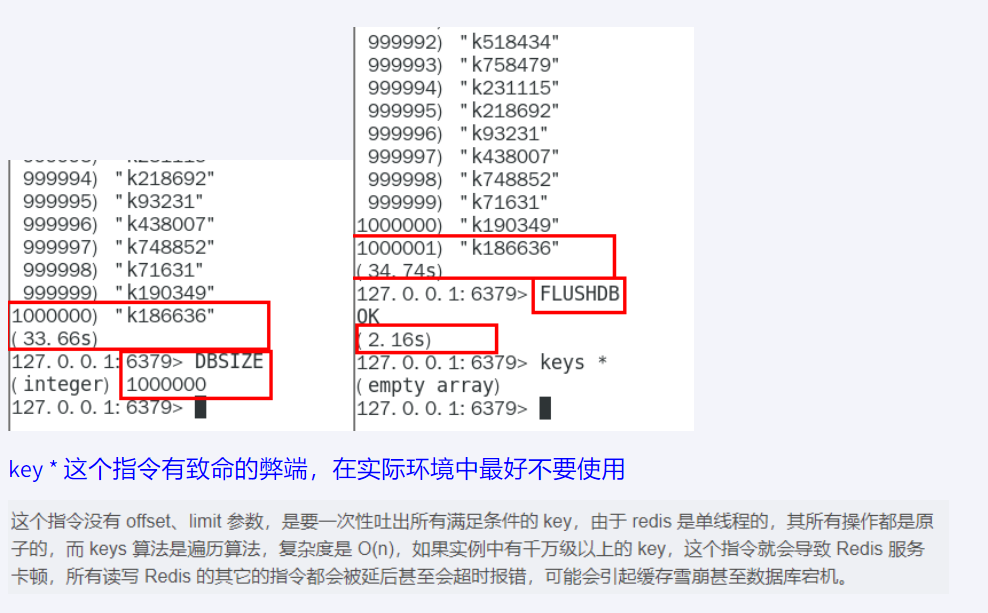 999994) "k218692"
999995) "k93231"
999996) "k438007"
999997) "k748852"
999998) "k71631"
999999) "k190349"
1000000) "k186636"
(33.66s)
127.0.0.1:6379> DBSIZE
(integer) 1000000
127.0.0.1:6379>
999992) "k518434"
999993) "k758479"
999994) "k231115"
999995) "k218692"
999996) "k93231"
999997) "k438007"
999998) "k748852"
999999) "k71631"
1000000) "k190349"
1000001) "k186636"
(34.74s)
127.0.0.1:6379> FLUSHDB
OK
(2.16s)
127.0.0.1:6379> keys *
(empty array)
127.0.0.1:6379>
key * 这个指令有致命的弊端，在实际环境中最好不要使用
这个指令没有 offset、limit 参数，是要一次性吐出所有满足条件的 key，由于 redis 是单线程的，其所有操作都是原
子的，而 keys 算法是遍历算法，复杂度是 O(n)，如果实例中有千万级以上的 key，这个指令就会导致 Redis 服务
卡顿，所有读写 Redis 的其它的指令都会被延后甚至会超时报错，可能会引起缓存雪崩甚至数据库宕机。